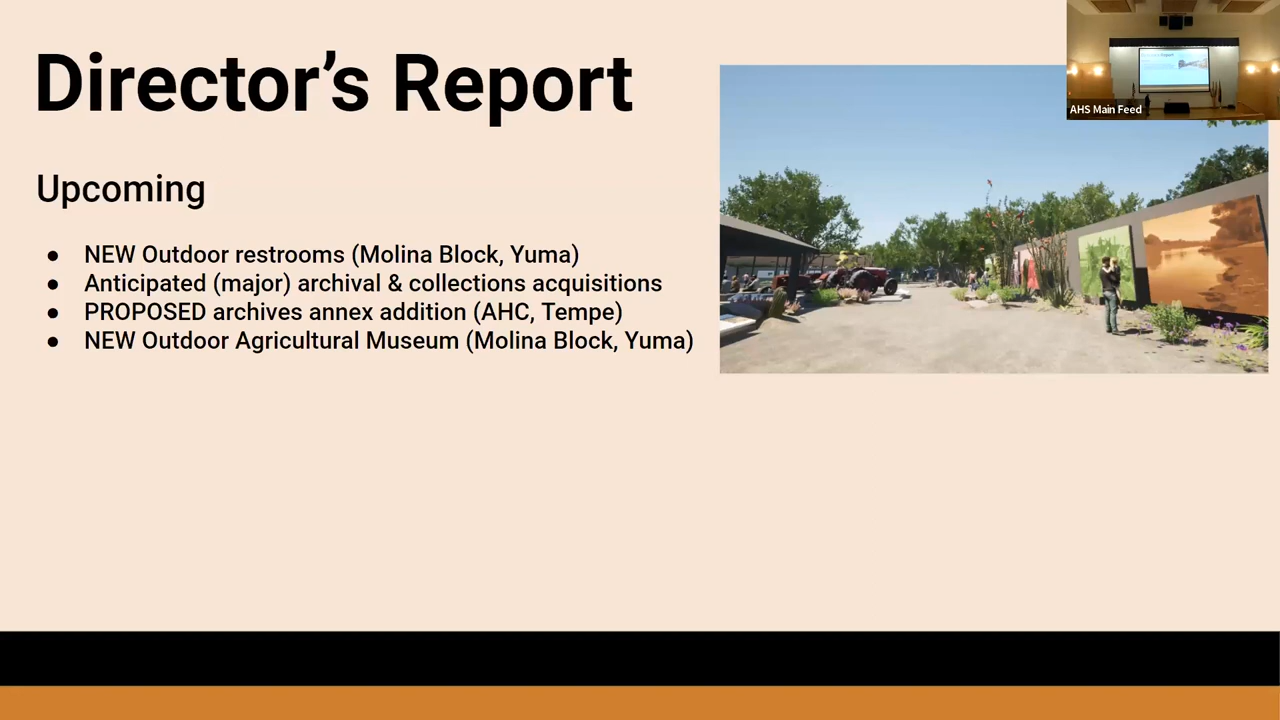 Director’s Report
AHS Main Feed
Upcoming
● NEW Outdoor restrooms (Molina Block, Yuma)
● Anticipated (major) archival & collections acquisitions
● PROPOSED archives annex addition (AHC, Tempe)
● NEW Outdoor Agricultural Museum (Molina Block, Yuma)